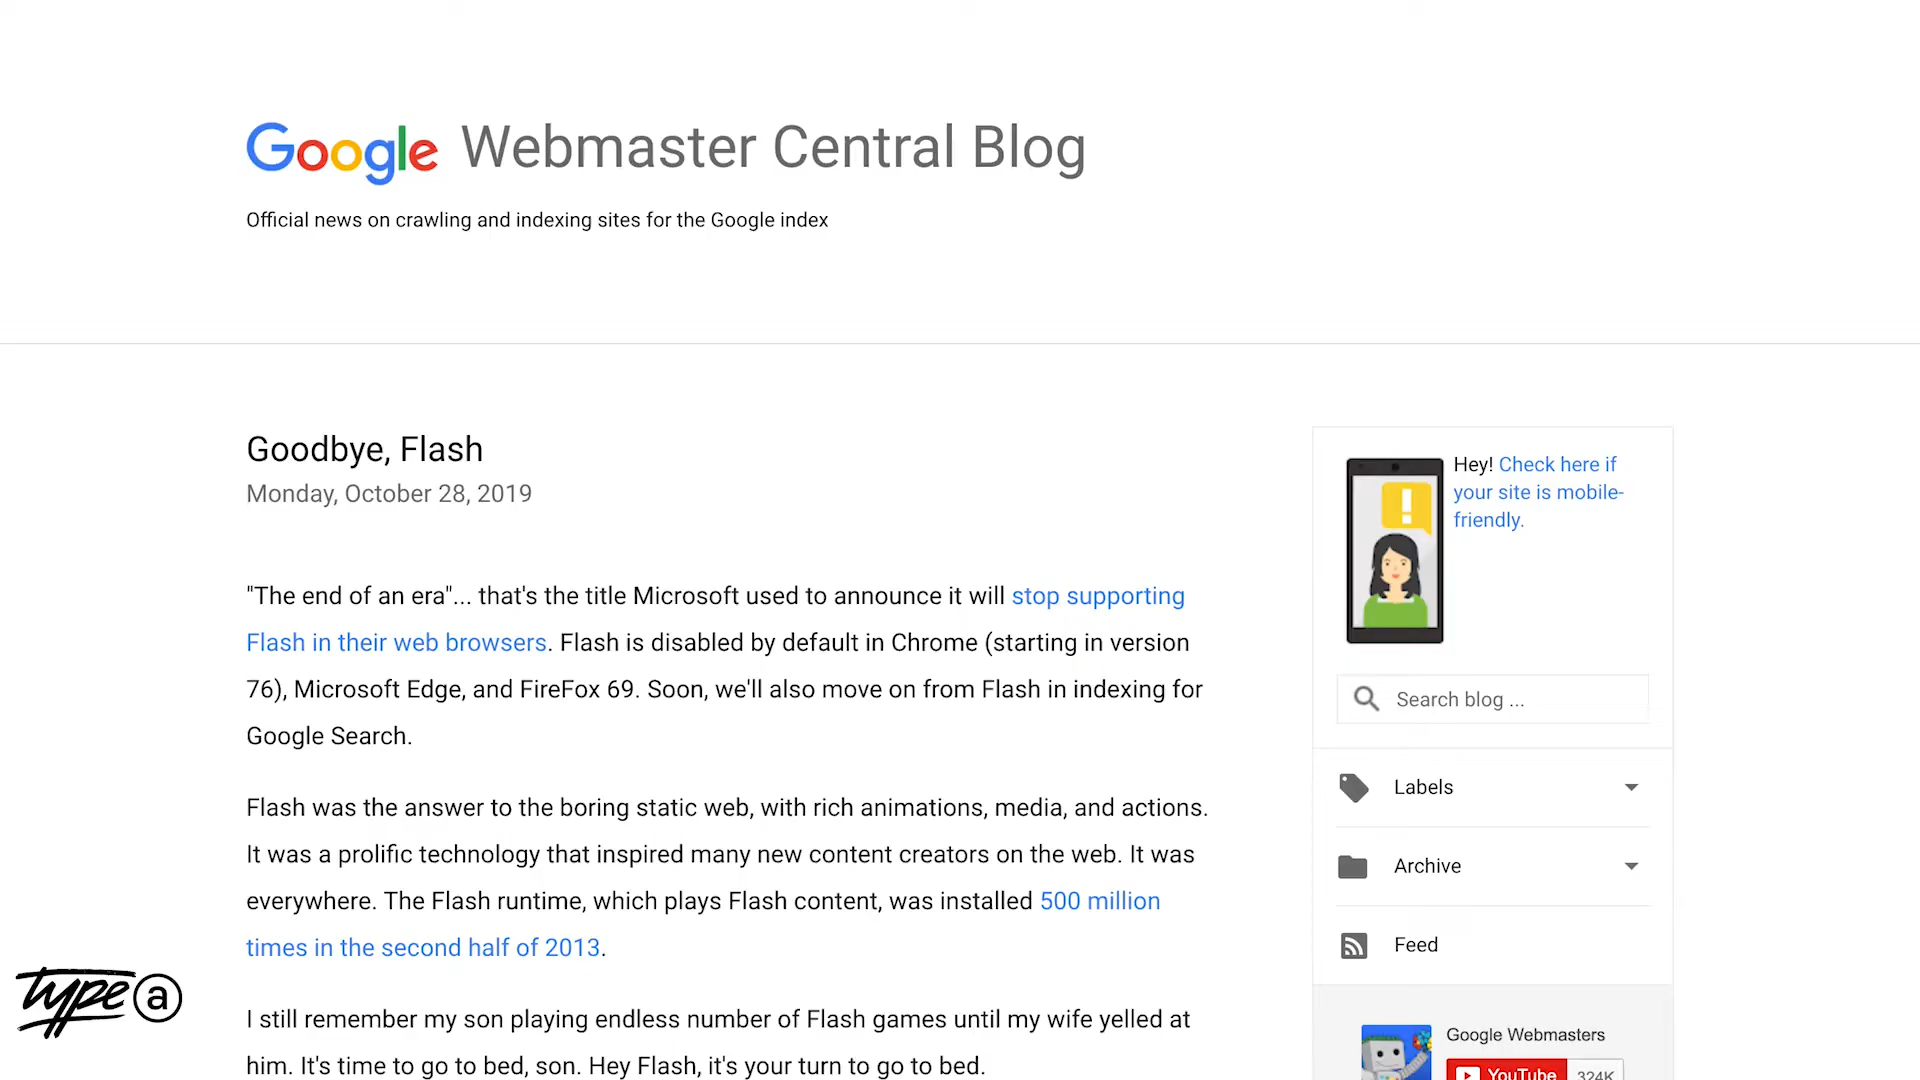 Google Webmaster Central Blog
Official news on crawling and indexing sites for the Google index
Goodbye, Flash
Monday, October 28, 2019
"The end of an era"... that's the title Microsoft used to announce it will stop supporting
Flash in their web browsers. Flash is disabled by default in Chrome (starting in version
76), Microsoft Edge, and FireFox 69. Soon, we'll also move on from Flash in indexing for
Google Search.
Flash was the answer to the boring static web, with rich animations, media, and actions.
It was a prolific technology that inspired many new content creators on the web. It was
everywhere. The Flash runtime, which plays Flash content, was installed 500 million
times in the second half of 2013.
I still remember my son playing endless number of Flash games until my wife yelled at
him. It's time to go to bed, son. Hey Flash, it's your turn to go to bed.
Hey! Check here if
your site is mobile-
friendly.
Search blog ...
Labels
Archive
Feed
Google Webmasters
YouTube 324K
type a